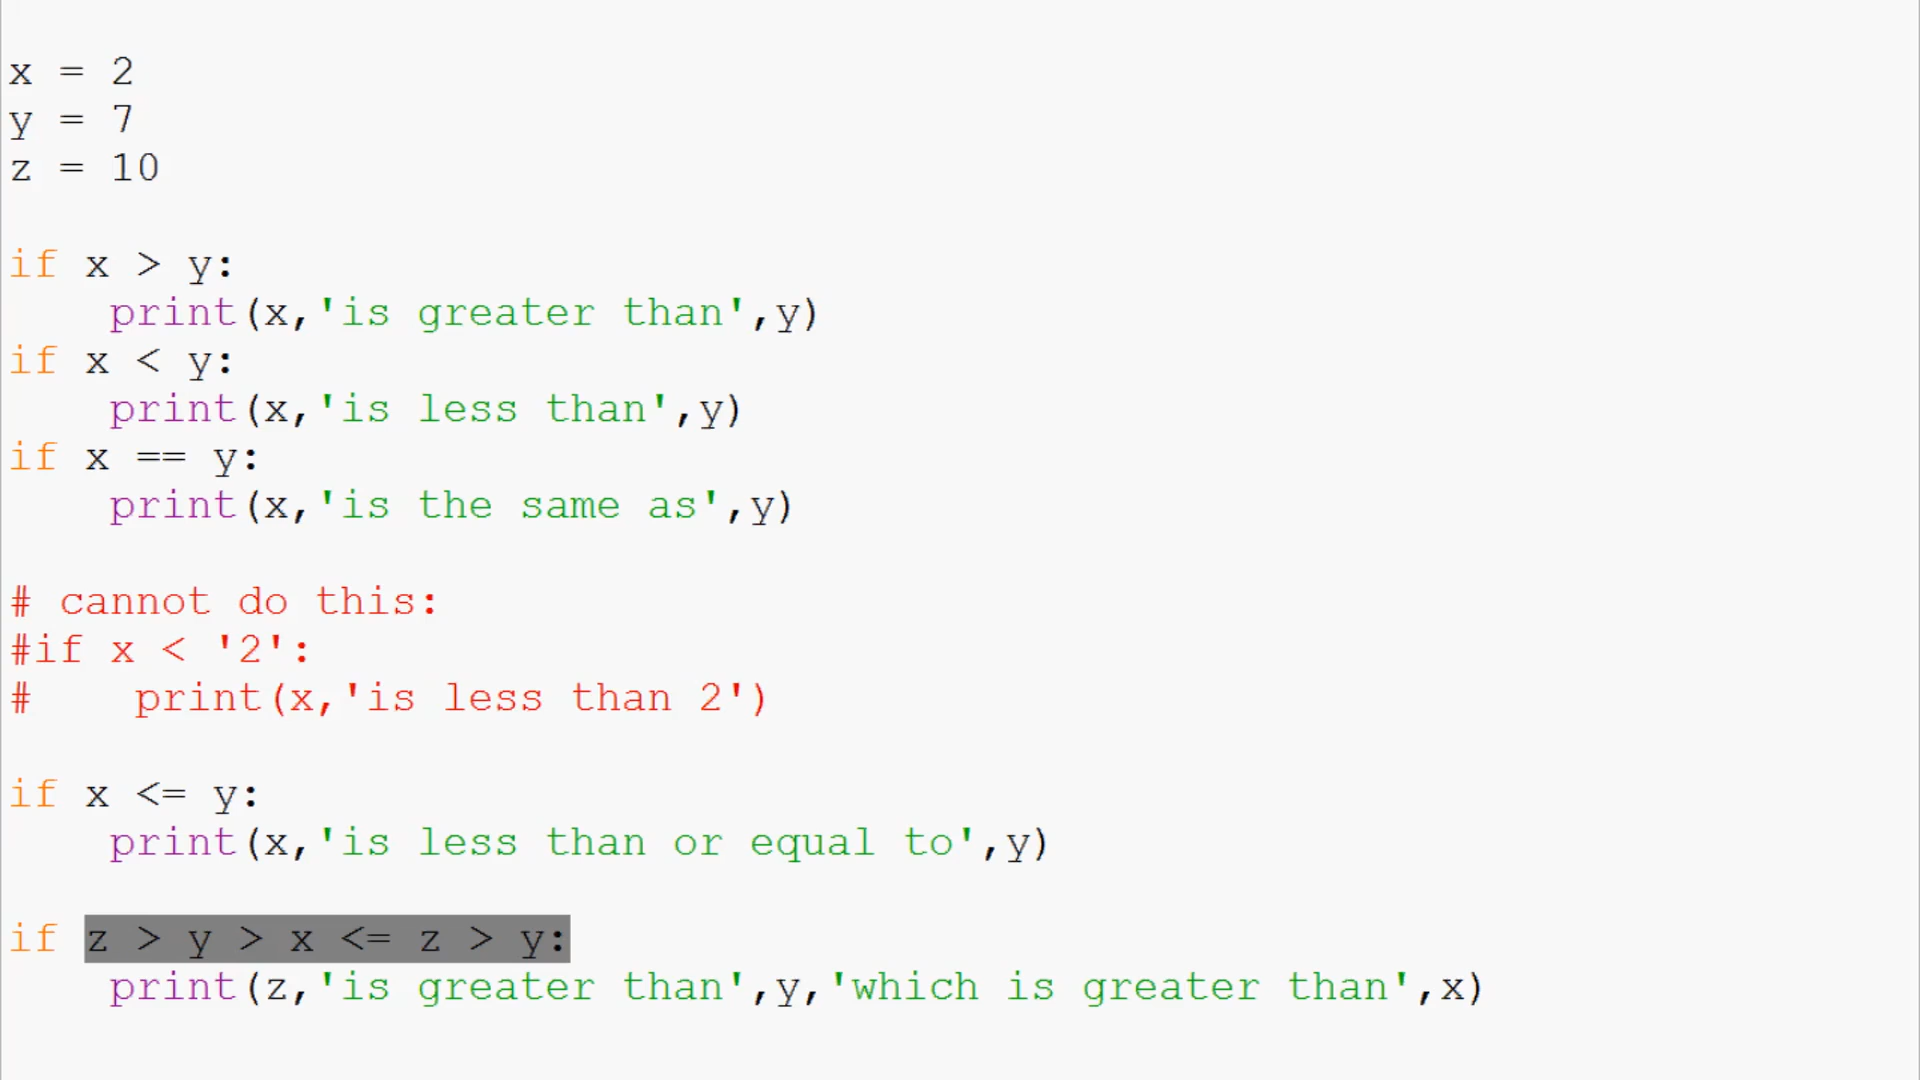 x = 2
y = 7
z = 10
if x > y:
    print(x,'is greater than',y)
if x < y:
    print(x,'is less than',y)
if x == y:
    print(x,'is the same as',y)
# cannot do this:
#if x < '2':
#    print(x,'is less than 2')
if x <= y:
    print(x,'is less than or equal to',y)
if z > y > x <= z > y:
    print(z,'is greater than',y,'which is greater than',x)